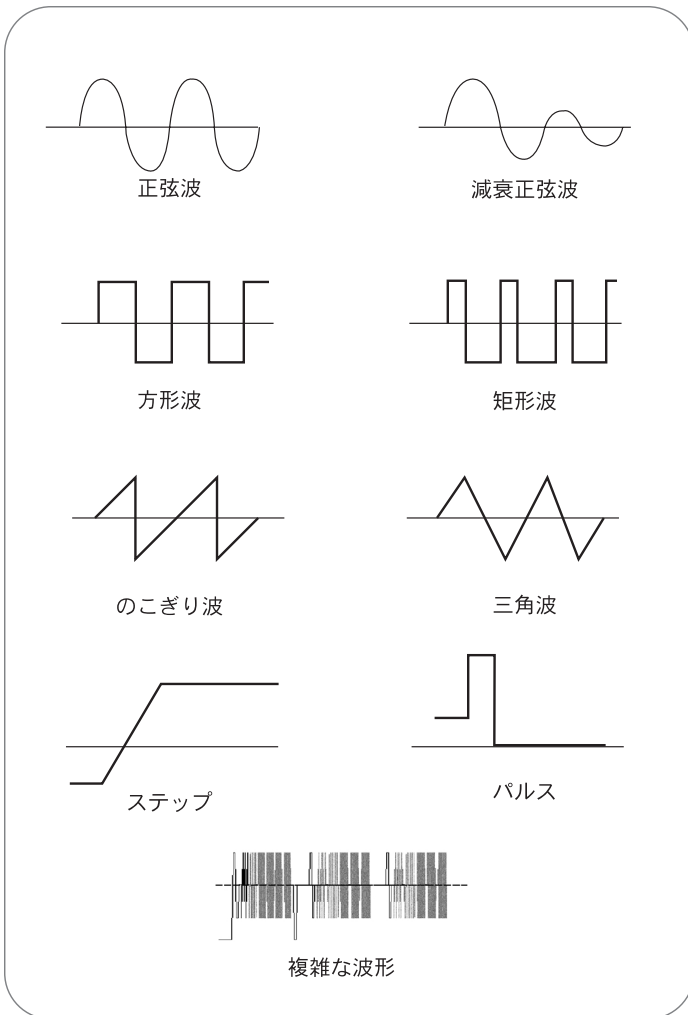 正弦波
減衰正弦波
方形波
矩形波
のこぎり波
三角波
ステップ
パルス
複雑な波形